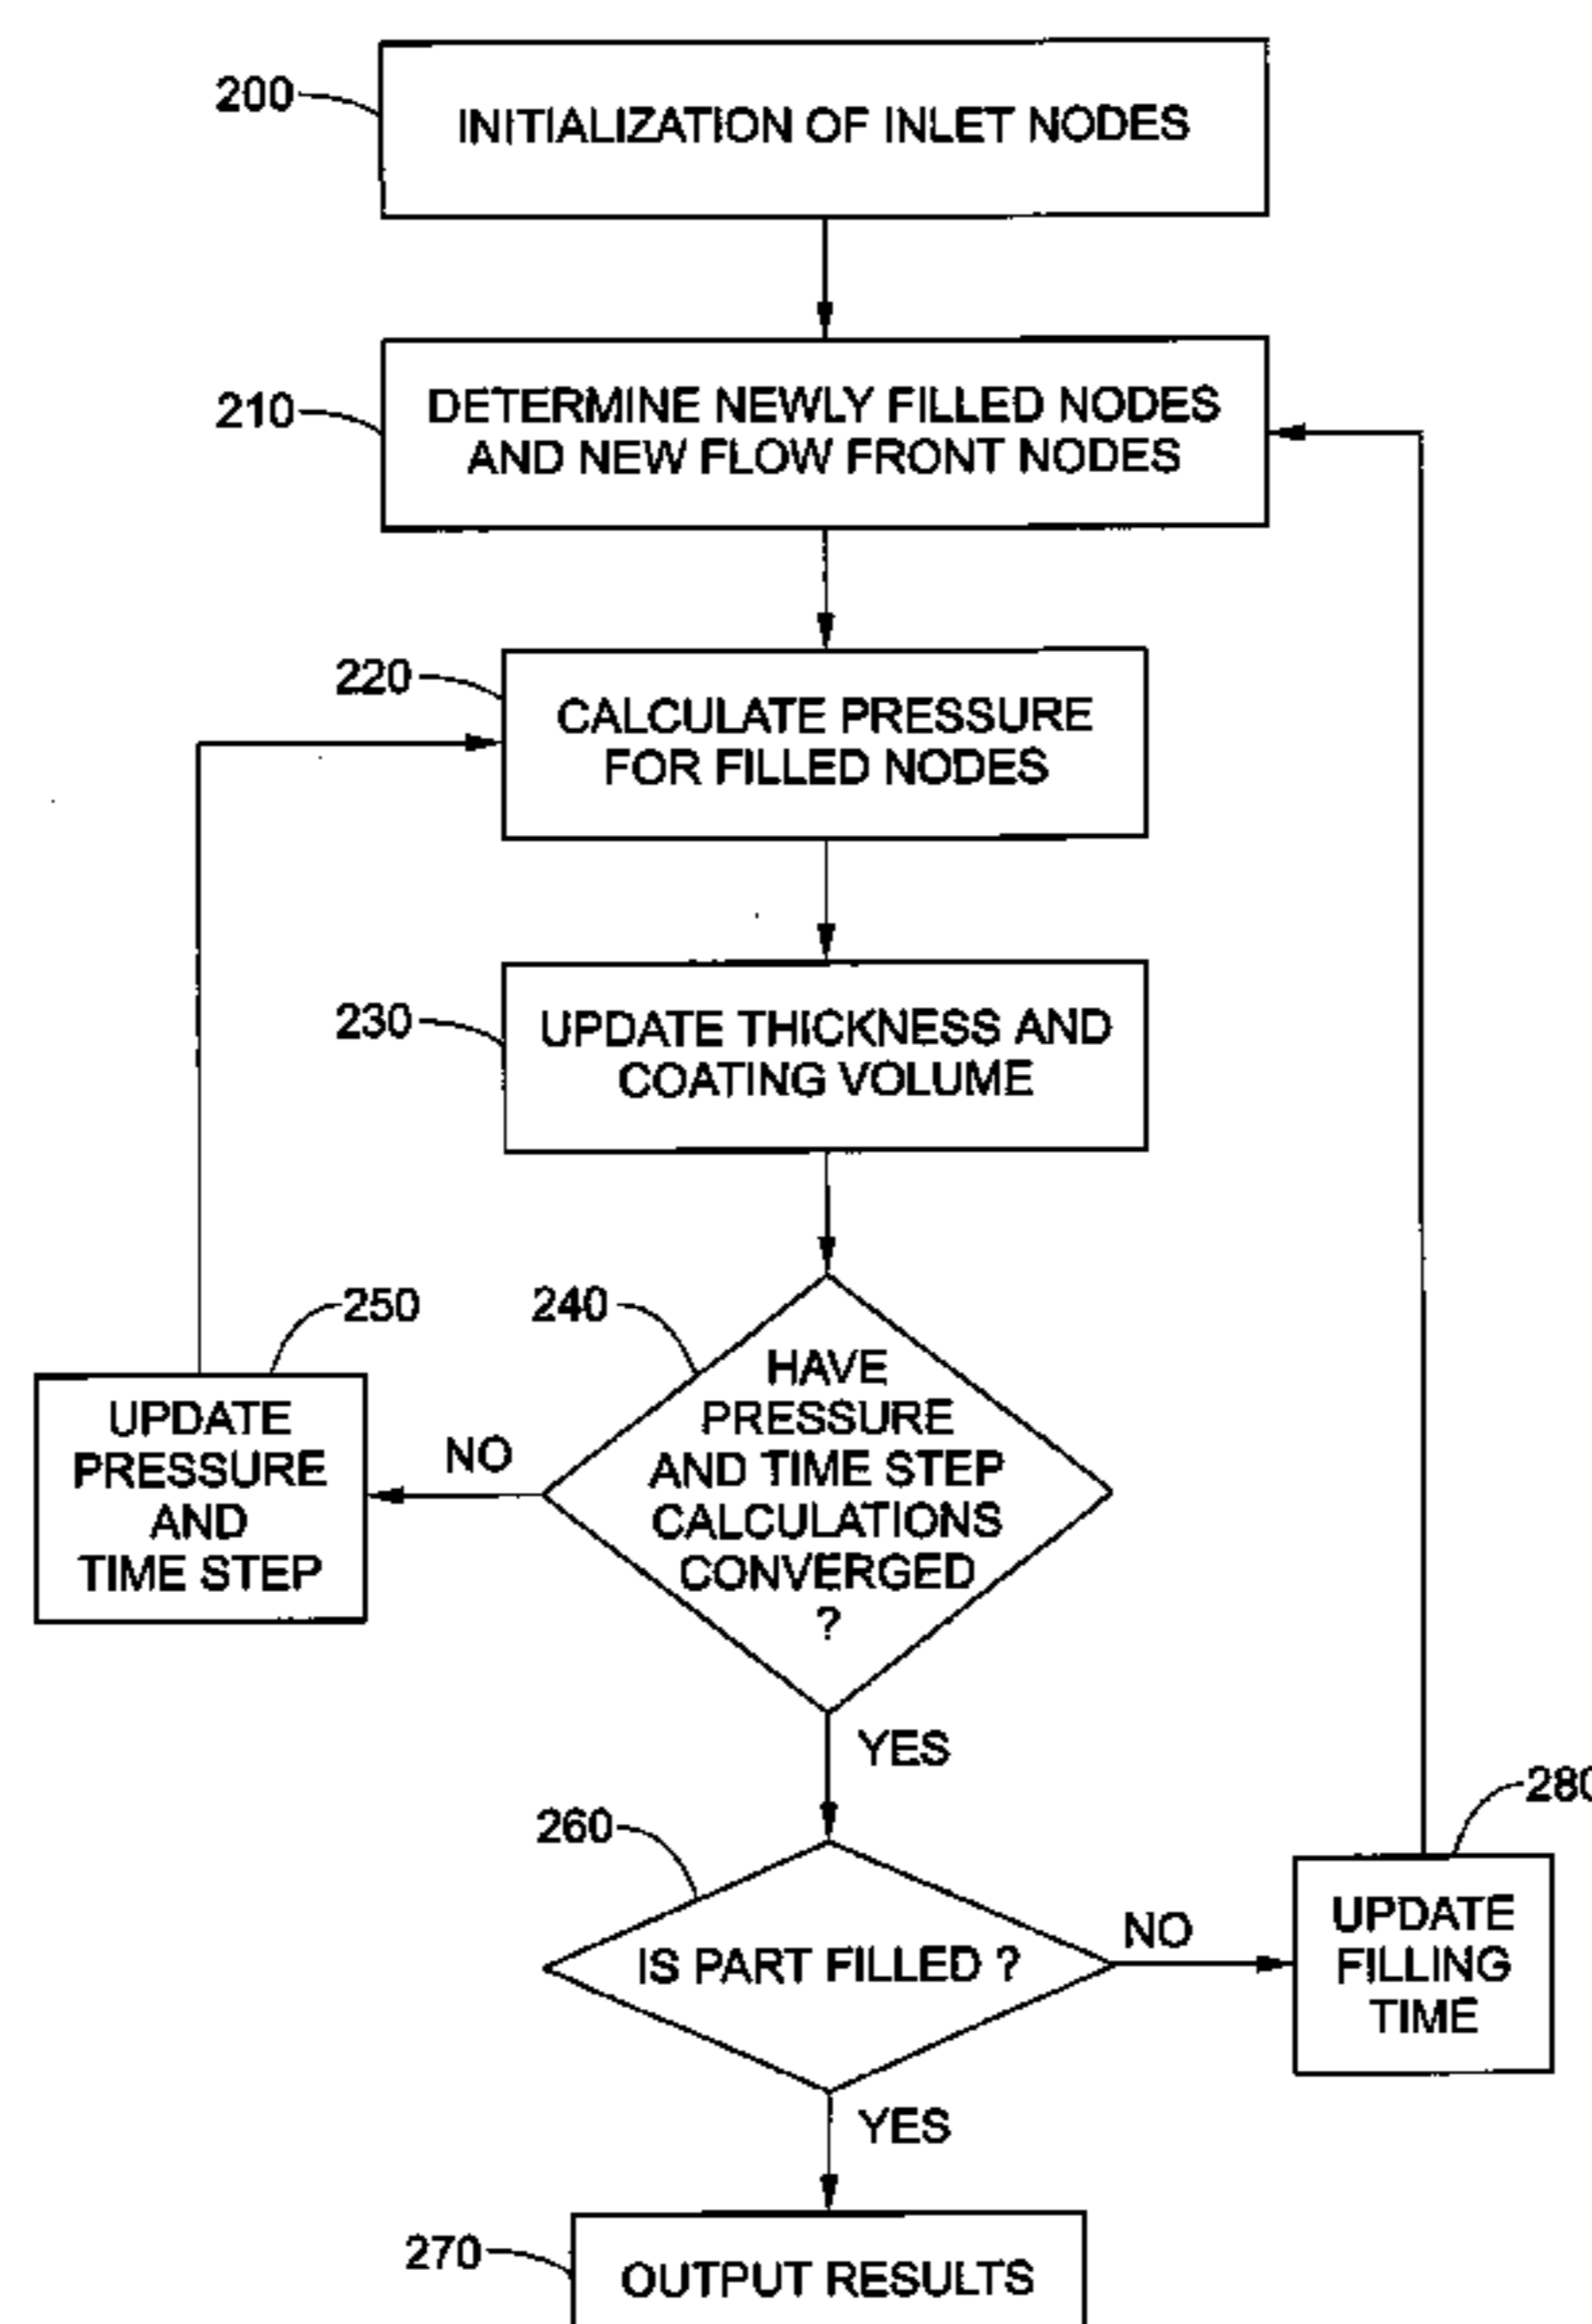 200
INITIALIZATION OF INLET NODES
210
DETERMINE NEWLY FILLED NODES
AND NEW FLOW FRONT NODES
220
CALCULATE PRESSURE
FOR FILLED NODES
230
UPDATE THICKNESS AND
COATING VOLUME
240
HAVE
PRESSURE
AND TIME STEP
CALCULATIONS
CONVERGED
?
NO
250
UPDATE
PRESSURE
AND
TIME STEP
YES
260
IS PART FILLED ?
NO
280
UPDATE
FILLING
TIME
YES
270
OUTPUT RESULTS